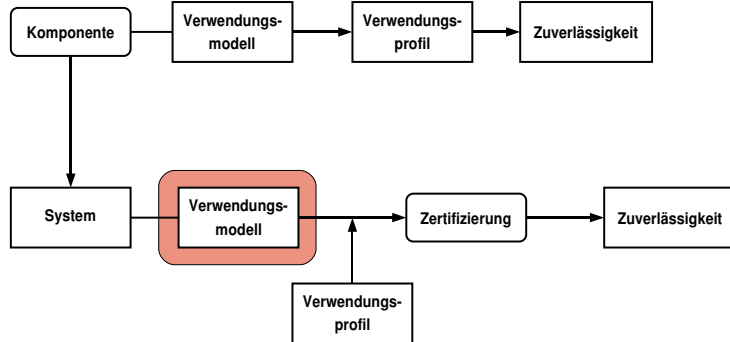 Komponente
Verwendungs-
modell
Verwendungs-
profil
Zuverlässigkeit
System
Verwendungs-
modell
Zertifizierung
Zuverlässigkeit
Verwendungs-
profil